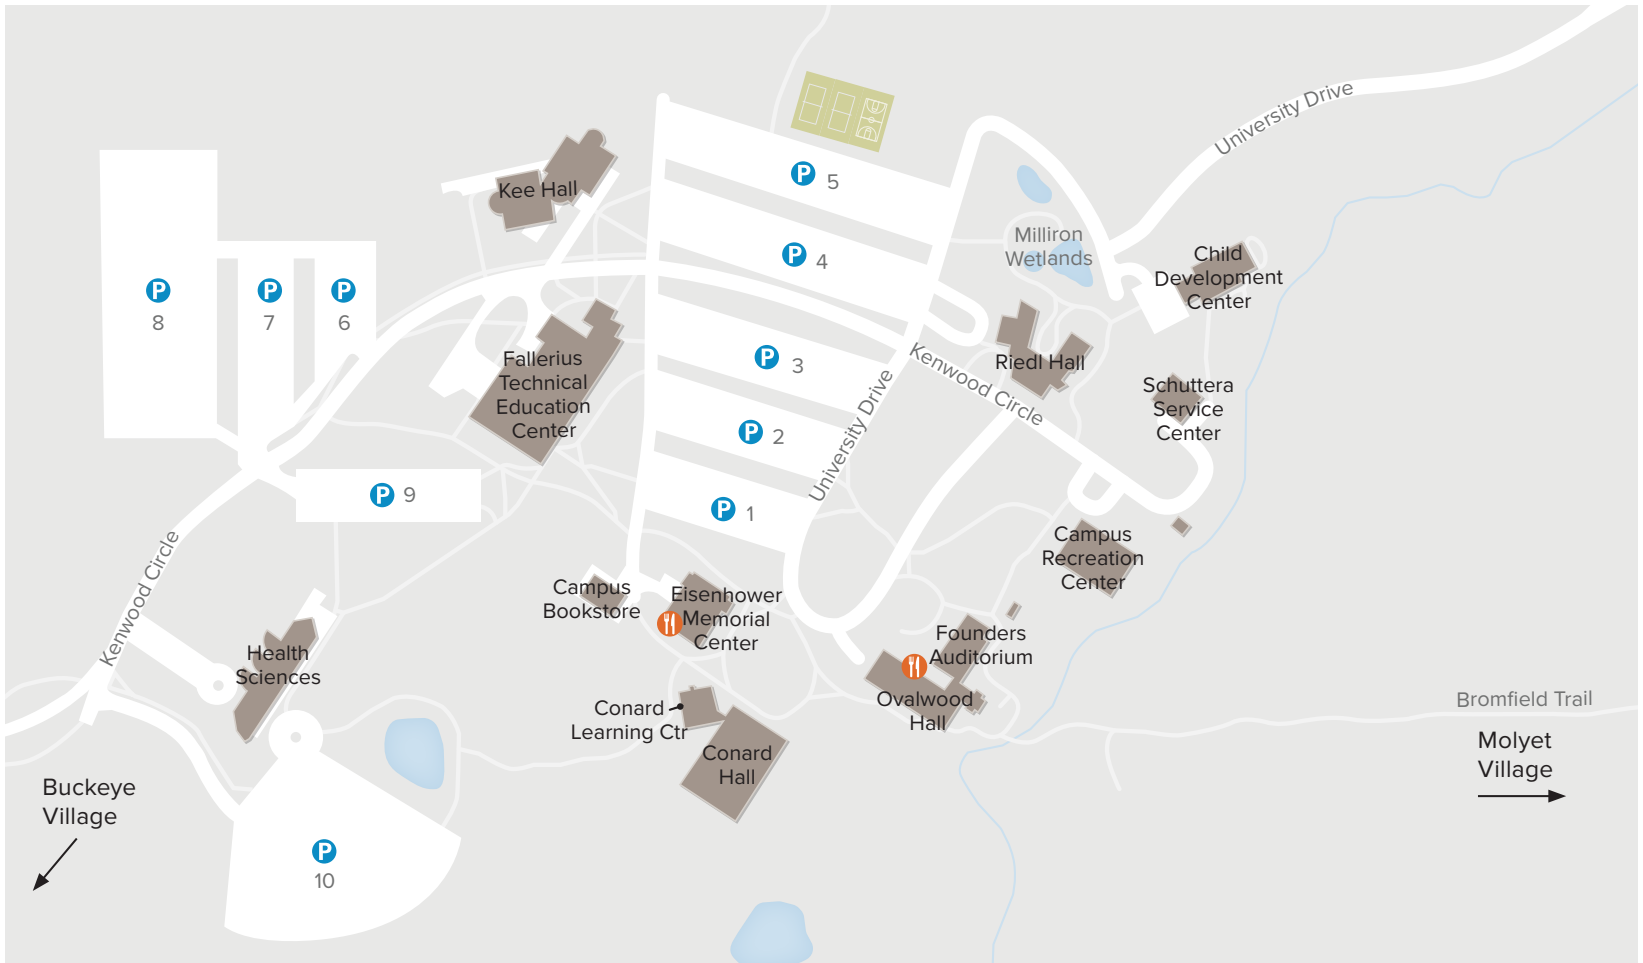 University Drive
P 5
Kee Hall
Milliron
Wetlands
P 4
Child
Development
Center
P
8
P
7
P
6
Fallerius
Technical
Education
Center
P 3
Kenwood Circle
Riedl Hall
University Drive
Schuttera
Service
Center
P 2
P 9
P 1
Kenwood Circle
Campus
Recreation
Center
Campus
Bookstore
Eisenhower
Memorial
Center
Founders
Auditorium
Health
Sciences
Ovalwood
Hall
Conard
Learning Ctr
Conard
Hall
Bromfield Trail
Molyet
Village
Buckeye
Village
P
10